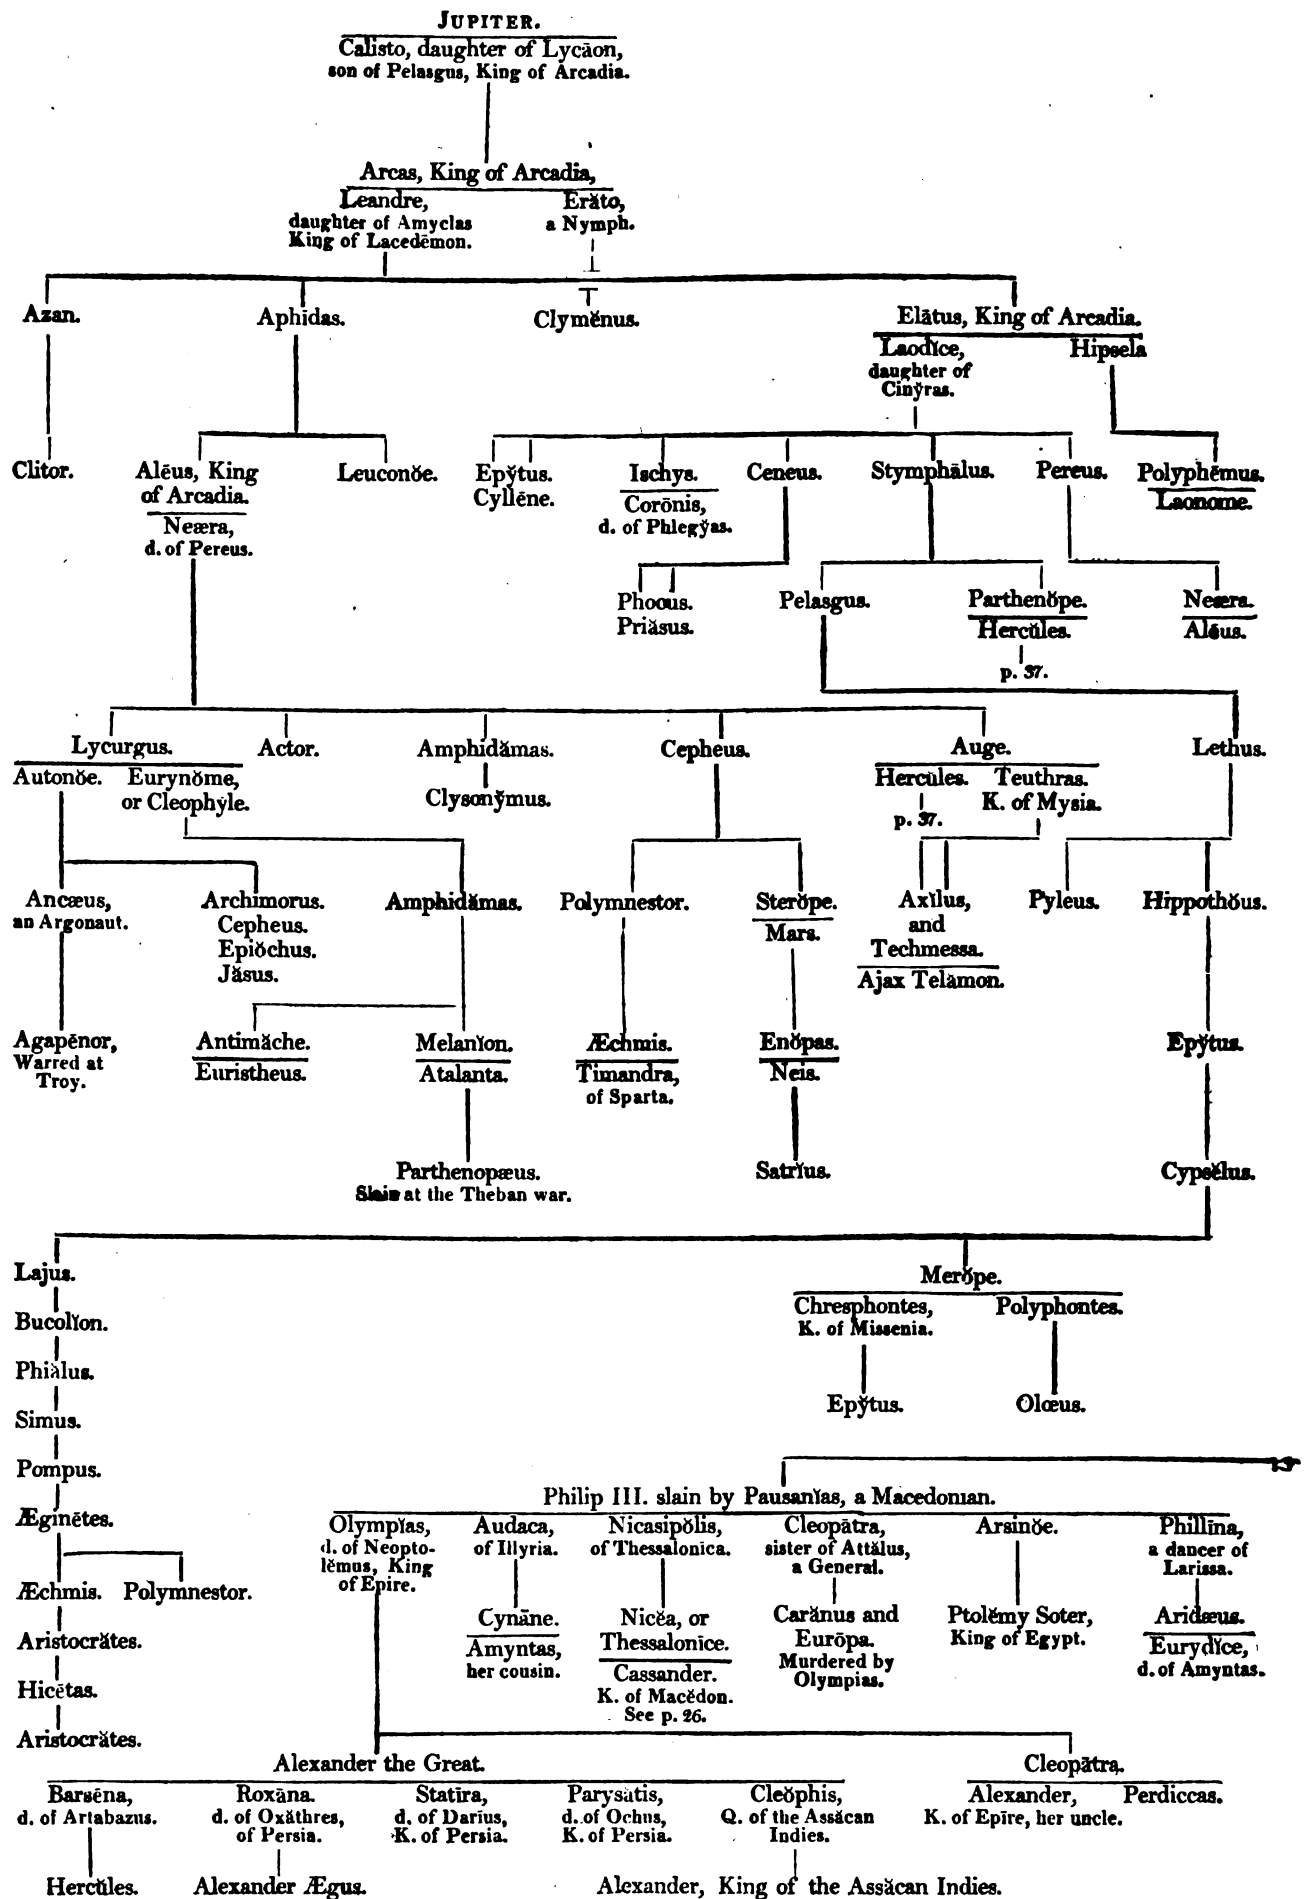 JUPITER.
Calisto, daughter of Lycāon,
son of Pelasgus, King of Arcadia.
Arcas, King of Arcadia,
Leandre, Erăto,
daughter of Amyclas a Nymph.
King of Lacedēmon.
Azan. Aphidas. Clymĕnus. Elātus, King of Arcadia.
Laodĭce, Hipsela
daughter of
Cinўras.
Clitor. Alēus, King Leuconŏe. Epўtus. Ischys. Ceneus. Stymphālus. Pereus. Polyphēmus.
of Arcadia. Cyllēne. Corōnis, Laonome.
Neæra, d. of Phlegўas.
d. of Pereus.
Phocus. Pelasgus. Parthenŏpe. Neæra.
Priăsus. Hercŭles. Alēus.
p. 37.
Lycurgus. Actor. Amphidămas. Cepheus. Auge. Lethus.
Autonŏe. Eurynŏme, Clysonўmus. Hercŭles. Teuthras.
or Cleophyle. p. 37. K. of Mysia.
Ancæus, Archimorus. Amphidămas. Polymnestor. Sterŏpe. Axĭlus, Pyleus. Hippothŏus.
an Argonaut. Cepheus. Mars. and
Epiŏchus. Techmessa.
Jăsus. Ajax Telămon.
Agapēnor, Antimăche. Melanĭon. Æchmis. Enŏpas. Epўtus.
Warred at Euristheus. Atalanta. Timandra, Neis.
Troy. of Sparta.
Parthenopæus. Satrĭus. Cypsĕlus.
Slain at the Theban war.
Lajus. Merŏpe.
Bucolĭon. Chresphontes, Polyphontes.
K. of Missenia.
Phiălus.
Simus. Epўtus. Olœus.
Pompus.
Philip III. slain by Pausanĭas, a Macedonian.
Æginētes. Olympĭas, Audaca, Nicasipŏlis, Cleopātra, Arsinŏe. Phillīna,
d. of Neopto- of Illyria. of Thessalonica. sister of Attălus, a dancer of
lĕmus, King a General. Larissa.
of Epire.
Æchmis. Polymnestor. Cynāne. Nicĕa, or Carănus and Ptolĕmy Soter, Aridæus.
Aristocrătes. Amyntas, Thessalonīce. Eurōpa. King of Egypt. Eurydĭce,
her cousin. Cassander. Murdered by d. of Amyntas.
Hicētas. K. of Macĕdon. Olympias.
See p. 26.
Aristocrătes.
Alexander the Great. Cleopātra.
Barsēna, Roxāna. Statīra, Parysătis, Cleŏphis, Alexander, Perdiccas.
d. of Artabazus. d. of Oxăthres, d. of Darīus, d. of Ochus, Q. of the Assăcan K. of Epīre, her uncle.
of Persia. K. of Persia. K. of Persia. Indies.
Hercŭles. Alexander Ægus. Alexander, King of the Assăcan Indies.